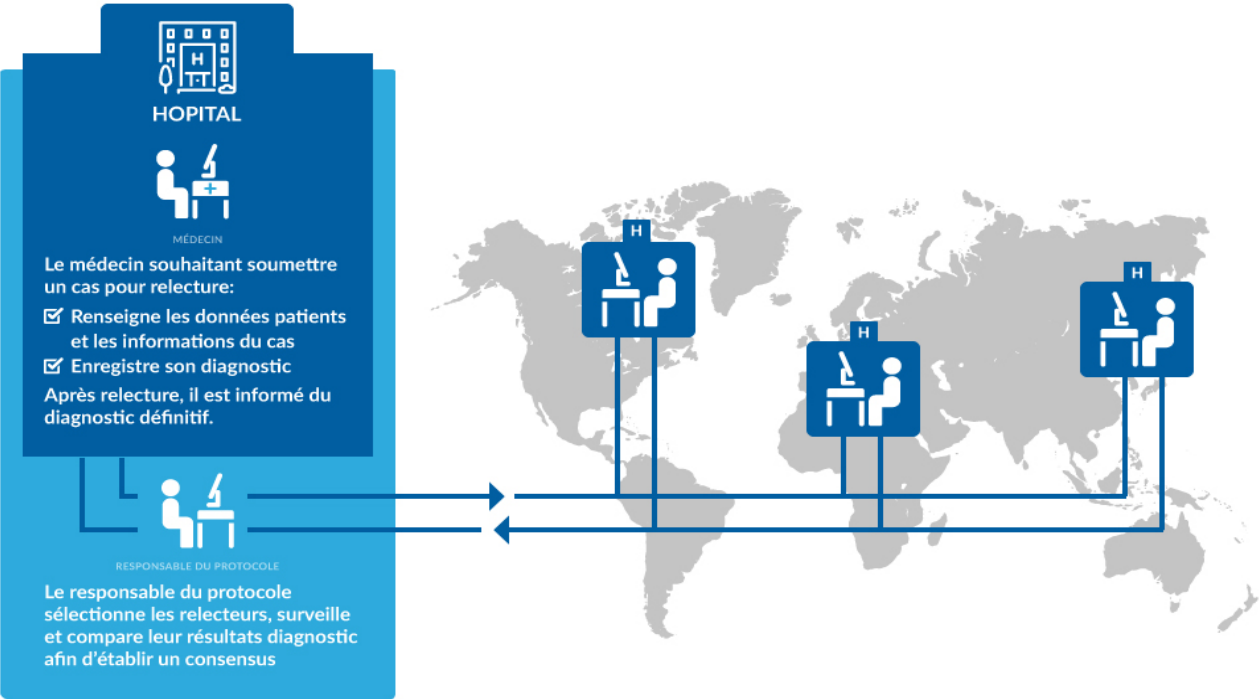 H
HOPITAL
MÉDECIN
Le médecin souhaitant soumettre
un cas pour relecture:
Renseigne les données patients
et les informations du cas
Enregistre son diagnostic
Après relecture, il est informé du
diagnostic définitif.
RESPONSABLE DU PROTOCOLE
Le responsable du protocole
sélectionne les relecteurs, surveille
et compare leur résultats diagnostic
afin d'établir un consensus
H
H
H